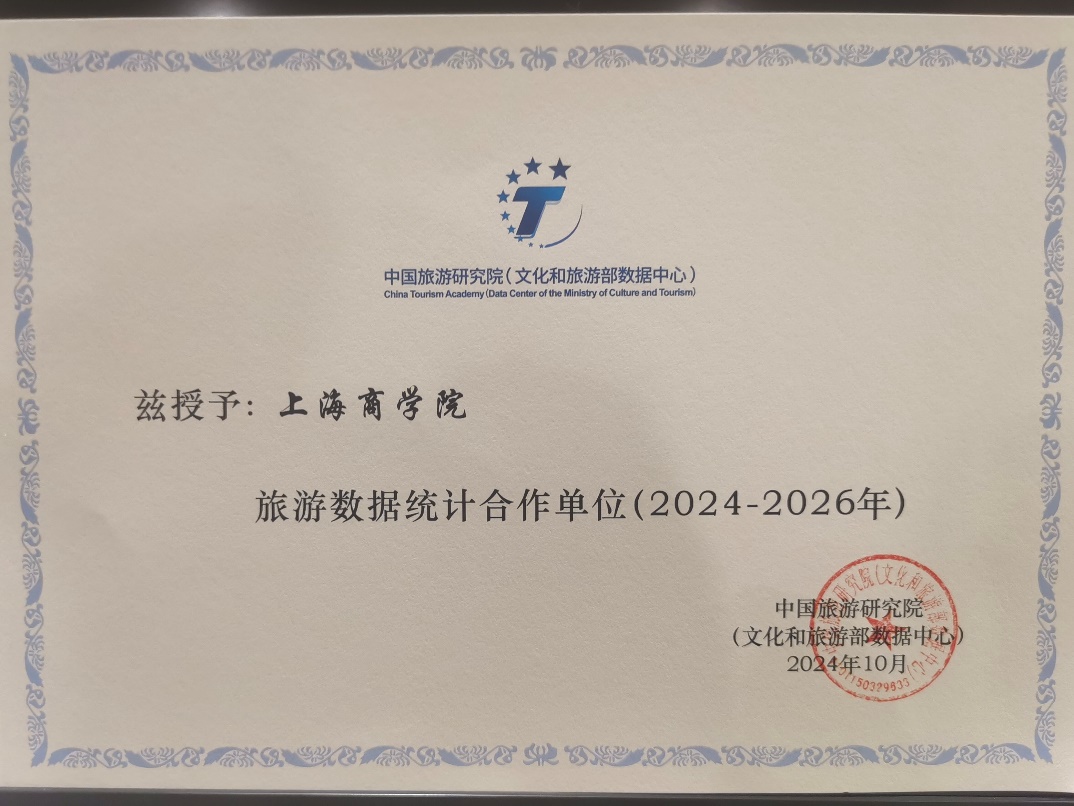 T
中国旅游研究院(文化和旅游部数据中心)
China Tourism Academy(Data Center of the Ministry of Culture and Tourism)
兹授予:上海商学院
旅游数据统计合作单位(2024-2026年)
中国旅游研究院
(文化和旅游部数据中心)
2024年10月